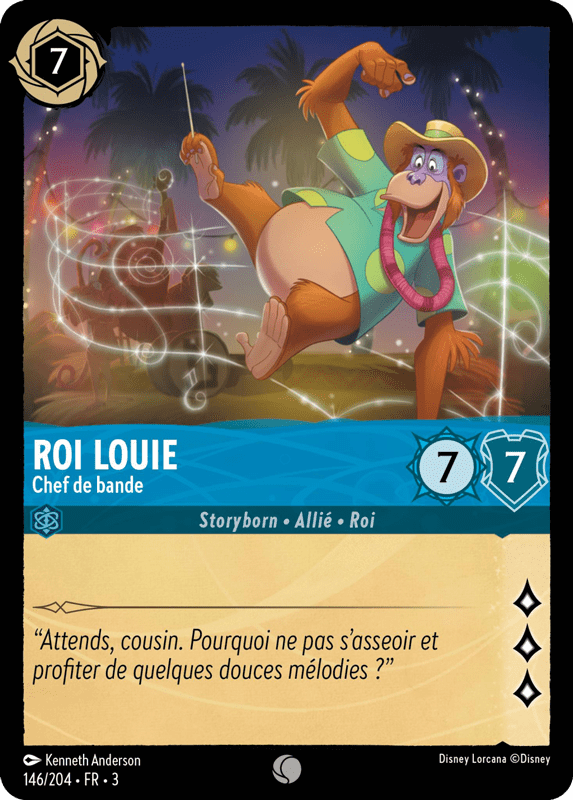 7
ROI LOUIE
Chef de bande
7
7
Storyborn • Allié • Roi
“Attends, cousin. Pourquoi ne pas s’asseoir et
profiter de quelques douces mélodies ?”
Kenneth Anderson
Disney Lorcana ©Disney
146/204 • FR • 3